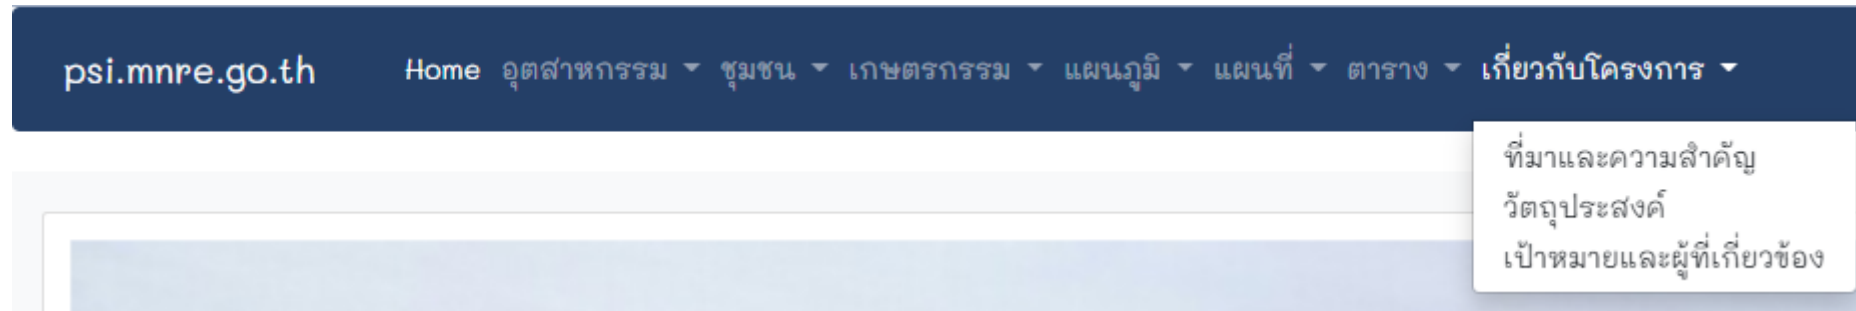 psi.mnre.go.th Home อุตสาหกรรม ชุมชน เกษตรกรรม แผนภูมิ แผนที่ ตาราง เกี่ยวกับโครงการ
ที่มาและความสำคัญ
วัตถุประสงค์
เป้าหมายและผู้ที่เกี่ยวข้อง